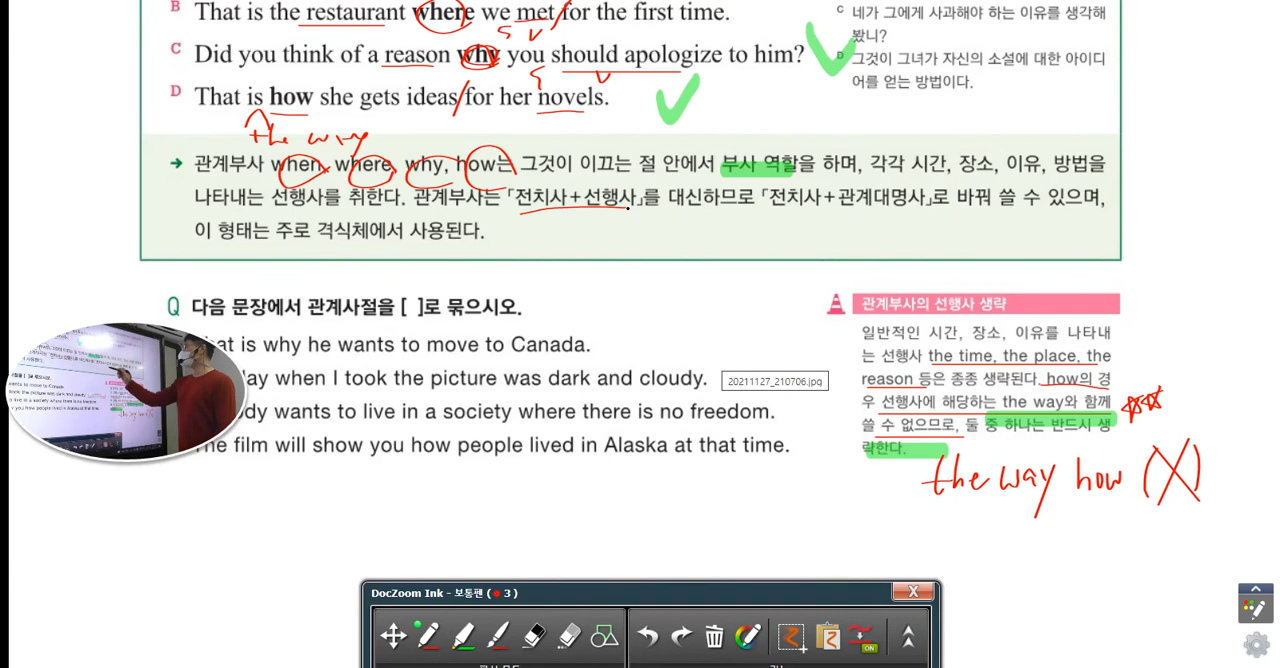 B That is the restaurant where we met for the first time.
C Did you think of a reason why you should apologize to him?
D That is how she gets ideas for her novels.
the way
S V
S V
C 네가 그에게 사과해야 하는 이유를 생각해
봤니?
D 그것이 그녀가 자신의 소설에 대한 아이디
어를 얻는 방법이다.
→ 관계부사 when, where, why, how는 그것이 이끄는 절 안에서 부사 역할을 하며, 각각 시간, 장소, 이유, 방법을
나타내는 선행사를 취한다. 관계부사는 「전치사+선행사」를 대신하므로 「전치사+관계대명사」로 바꿔 쓸 수 있으며,
이 형태는 주로 격식체에서 사용된다.
Q 다음 문장에서 관계사절을 [ ]로 묶으시오.
hat is why he wants to move to Canada.
ay when I took the picture was dark and cloudy.
ody wants to live in a society where there is no freedom.
he film will show you how people lived in Alaska at that time.
관계부사의 선행사 생략
일반적인 시간, 장소, 이유를 나타내
는 선행사 the time, the place, the
reason 등은 종종 생략된다. how의 경
우 선행사에 해당하는 the way와 함께
쓸 수 없으므로, 둘 중 하나는 반드시 생
략한다.
the way how (X)
20211127_210706.jpg
DocZoom Ink - 보통펜 ( 3 )
X
ON